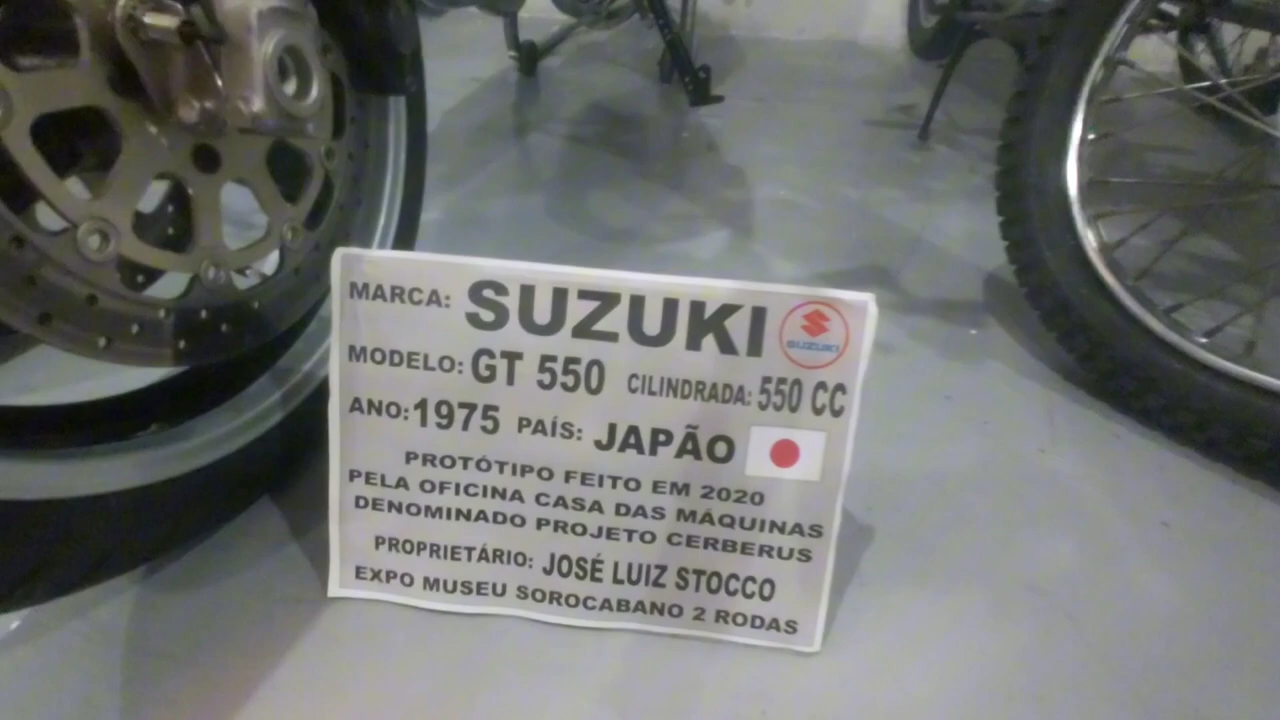 MARCA: SUZUKI SUZUKI
MODELO: GT 550 CILINDRADA: 550 CC
ANO: 1975 PAÍS: JAPÃO
PROTÓTIPO FEITO EM 2020
PELA OFICINA CASA DAS MÁQUINAS
DENOMINADO PROJETO CERBERUS
PROPRIETÁRIO: JOSÉ LUIZ STOCCO
EXPO MUSEU SOROCABANO 2 RODAS